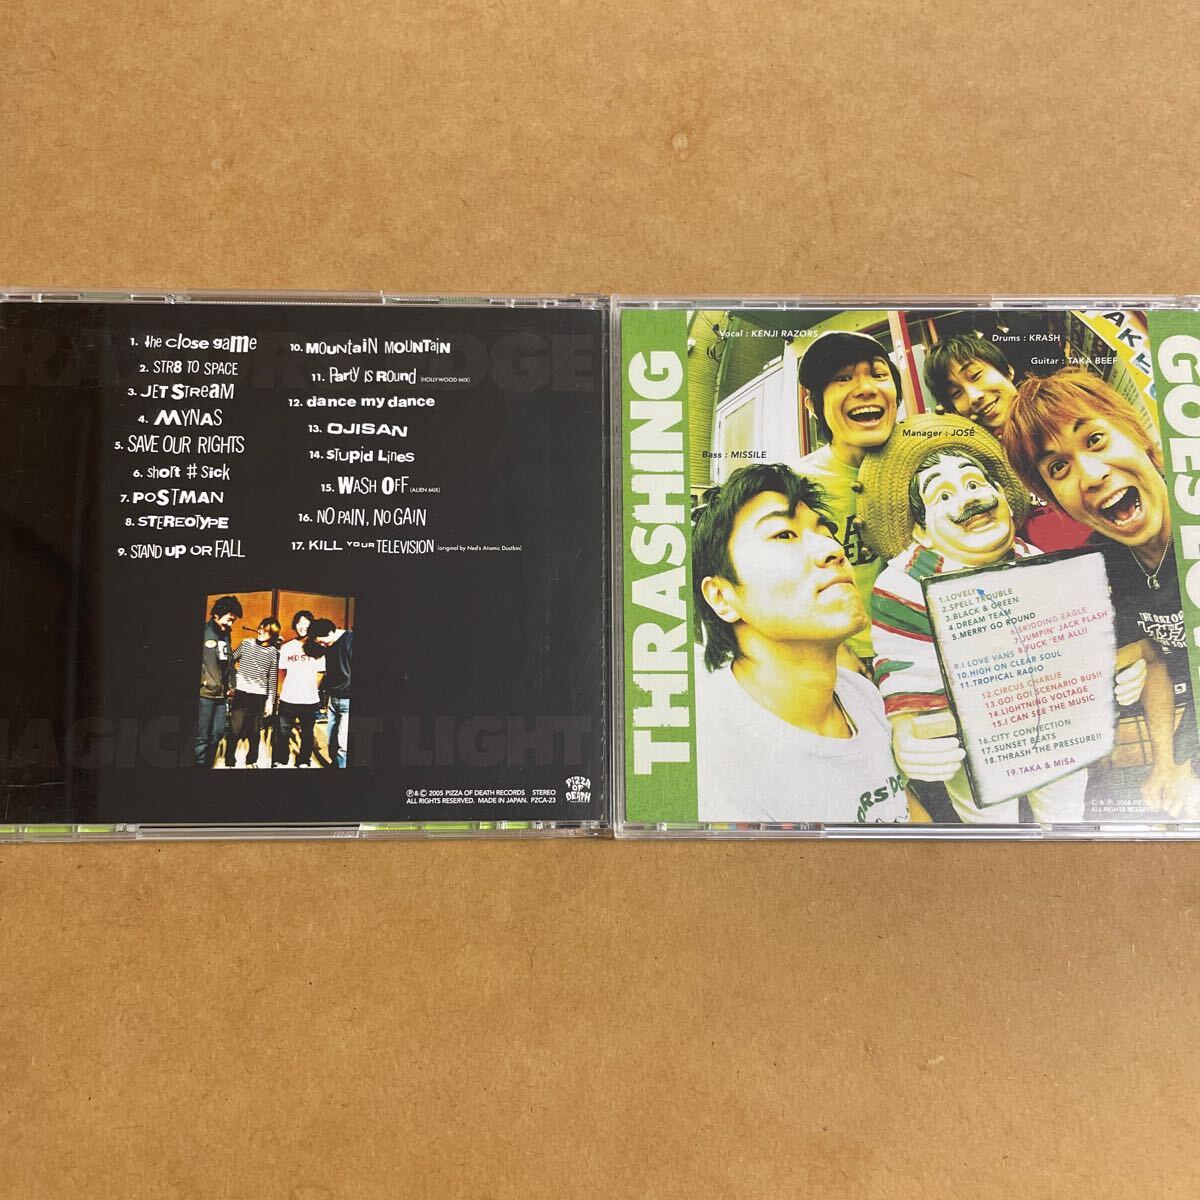 RAZORS EDGE
1. the close game
2. STR8 TO SPACE
3. JET STREAM
4. MYNAS
5. SAVE OUR RIGHTS
6. short # sick
7. POSTMAN
8. STEREOTYPE
9. STAND UP OR FALL
10. MOUNTAIN MOUNTAIN
11. Party IS ROUND (HOLLYWOOD MIX)
12. dance my dance
13. OJISAN
14. STUPID LINES
15. WASH OFF (ALIEN MIX)
16. NO PAIN, NO GAIN
17. KILL YOUR TELEVISION (original by Ned's Atomic Dustbin)
LIGHT
Ⓟ&© 2005 PIZZA OF DEATH RECORDS STEREO
ALL RIGHTS RESERVED. MADE IN JAPAN. PZCA-23
PIZZA
OF
DEATH
THRASHING
GOES
Vocal : KENJI RAZORS
Drums : KRASH
Guitar : TAKA BEEF
Manager : JOSÉ
Bass : MISSILE
1.LOVELY
2.SPELL TROUBLE
3.BLACK & GREEN
4.DREAM TEAM
5.MERRY GO ROUND
6.SKIDDING EAGLE
7.JUMPIN' JACK FLASH
8.FUCK 'EM ALL!!
9.I LOVE VANS
10.HIGH ON CLEAR SOUL
11.TROPICAL RADIO
12.CIRCUS CHARLIE
13.GO! GO! SCENARIO BUS!!
14.LIGHTNING VOLTAGE
15.I CAN SEE THE MUSIC
16.CITY CONNECTION
17.SUNSET BEATS
18.THRASH THE PRESSURE!!
19.TAKA & MISA
ALL RIGHTS RESERVED